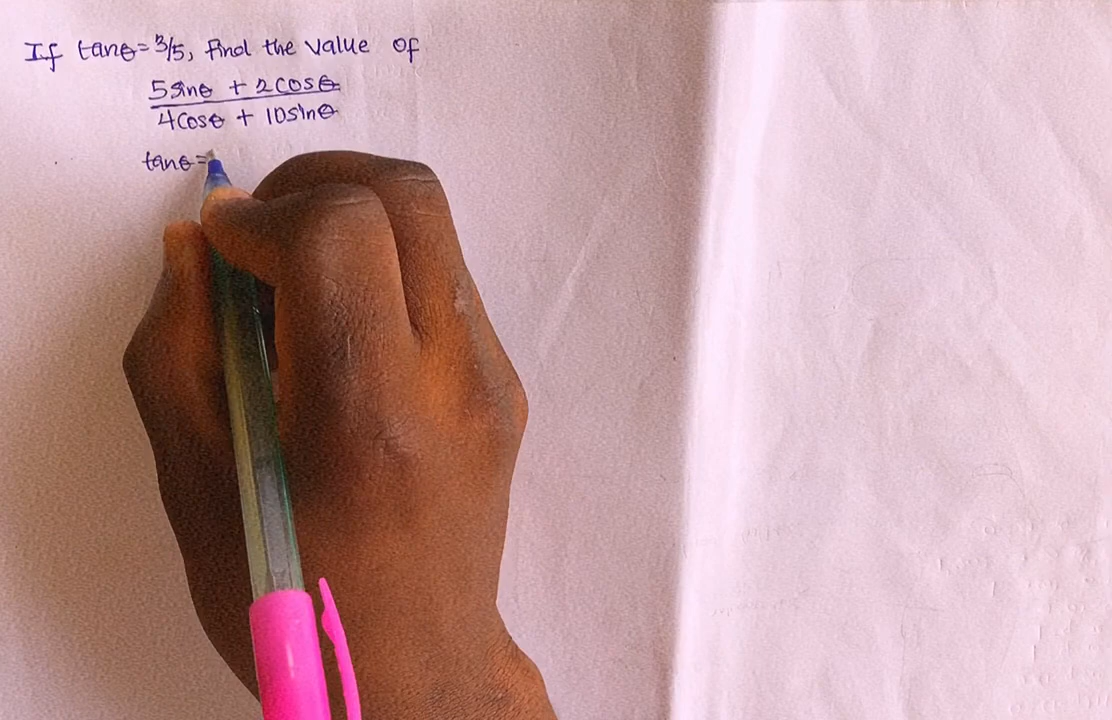 If tanθ = 3/5, find the value of
5sinθ + 2cosθ
4cosθ + 10sinθ
tanθ =